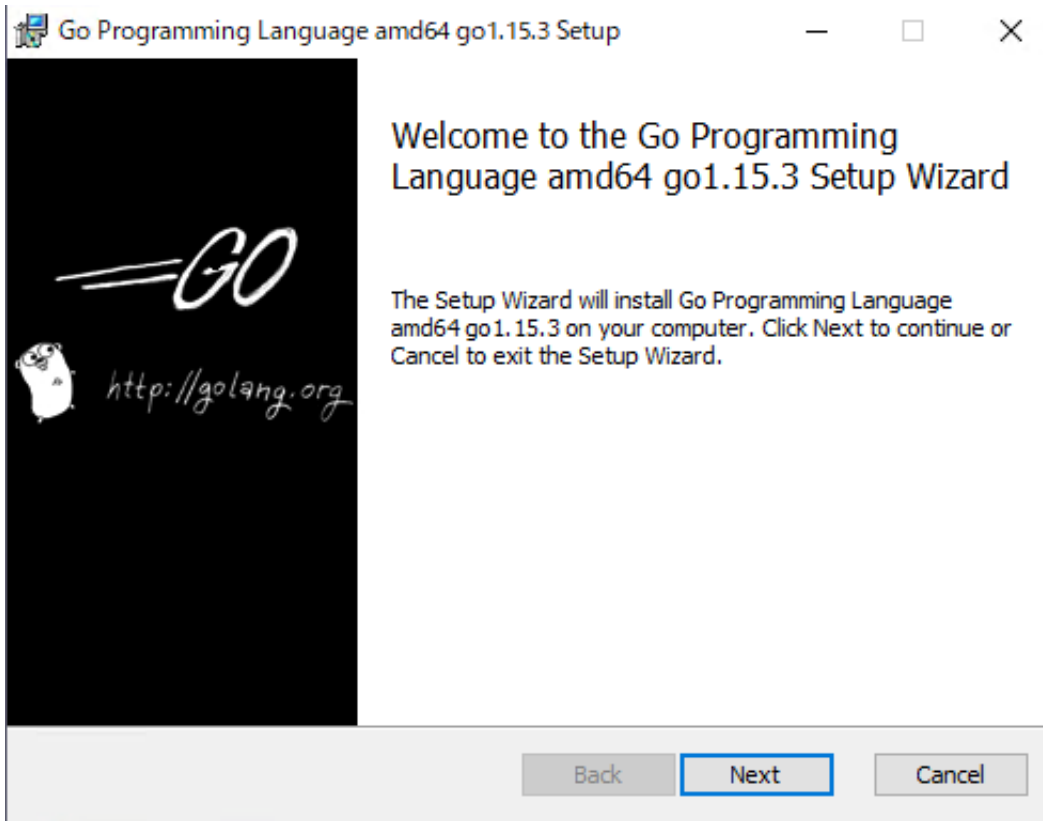 Go Programming Language amd64 go1.15.3 Setup
Welcome to the Go Programming
Language amd64 go1.15.3 Setup Wizard
GO
http://golang.org
The Setup Wizard will install Go Programming Language
amd64 go1.15.3 on your computer. Click Next to continue or
Cancel to exit the Setup Wizard.
Back
Next
Cancel